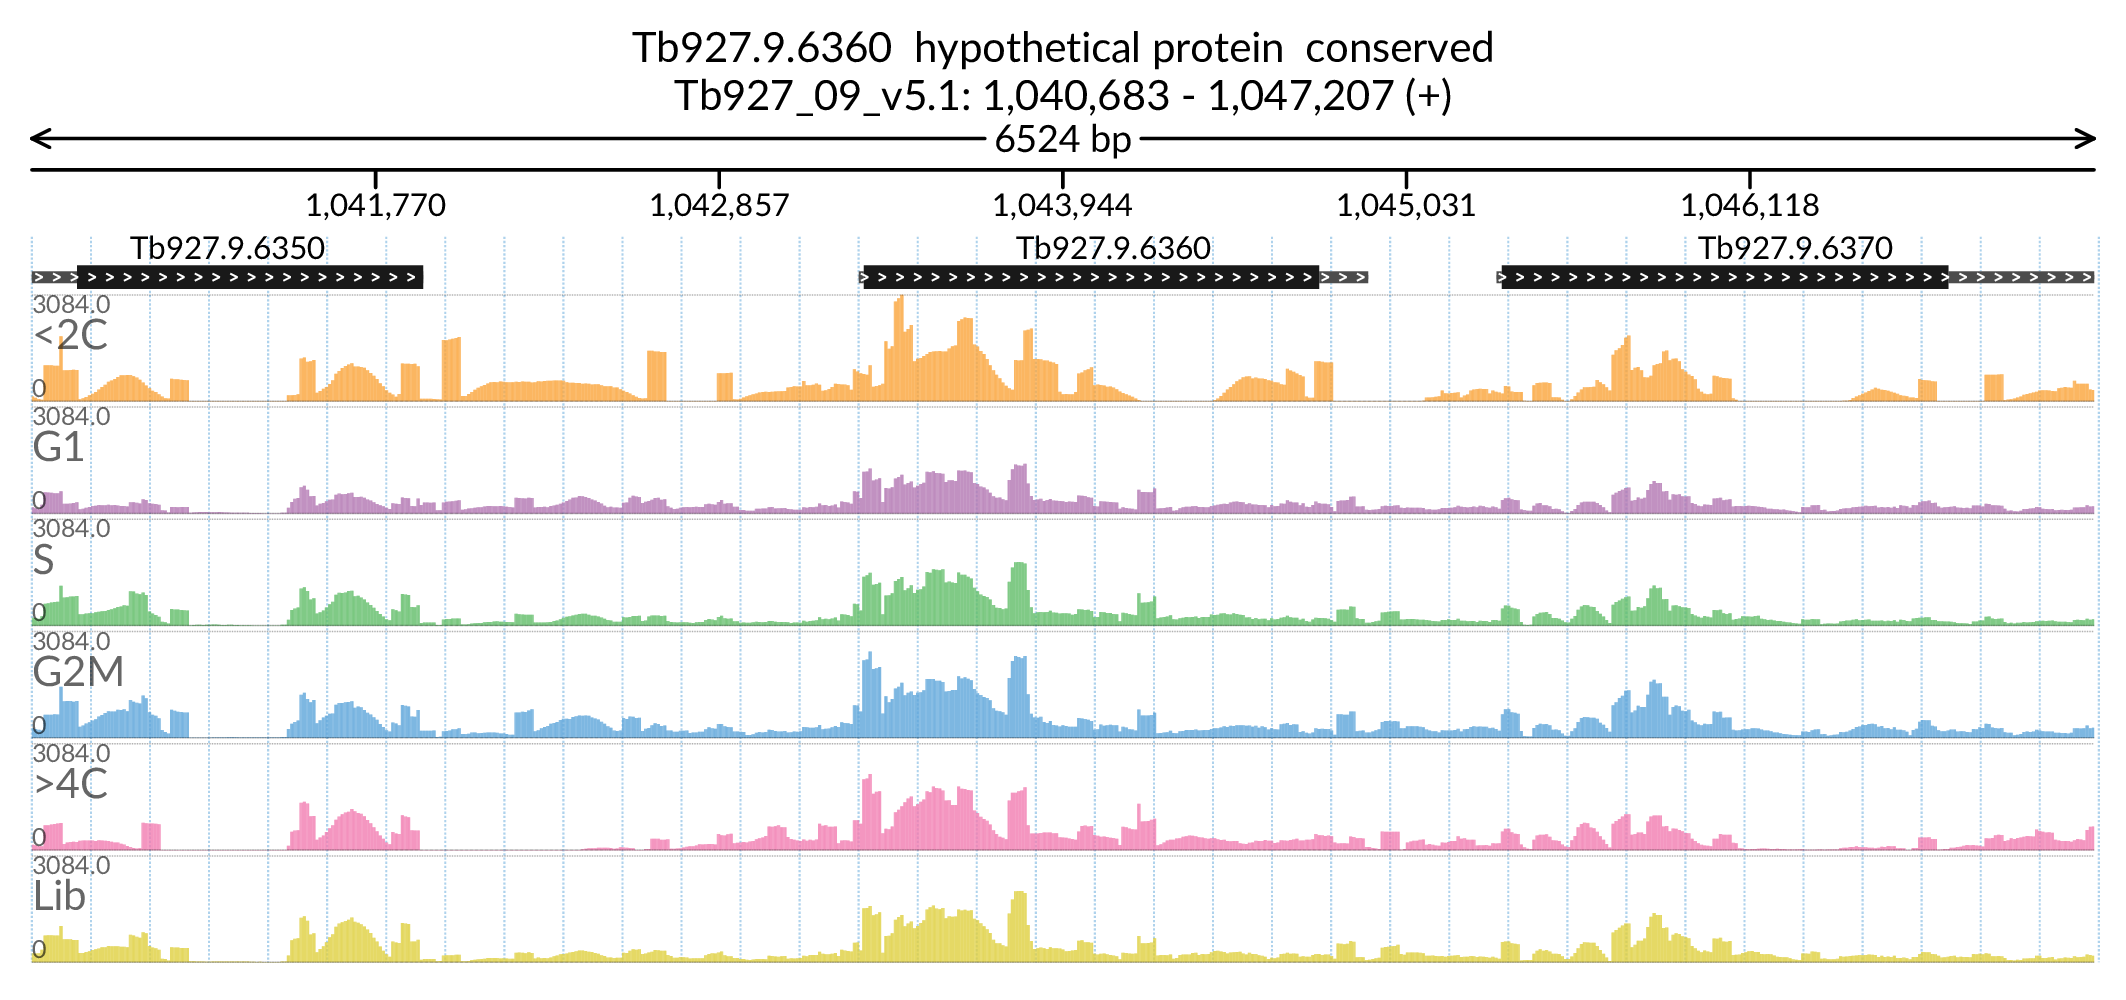 Tb927.9.6360  hypothetical protein  conserved
Tb927_09_v5.1: 1,040,683 - 1,047,207 (+)
6524 bp
1,041,770 1,042,857 1,043,944 1,045,031 1,046,118
Tb927.9.6350 Tb927.9.6360 Tb927.9.6370
3084.0
<2C
0
3084.0
G1
0
3084.0
S
0
3084.0
G2M
0
3084.0
>4C
0
3084.0
Lib
0